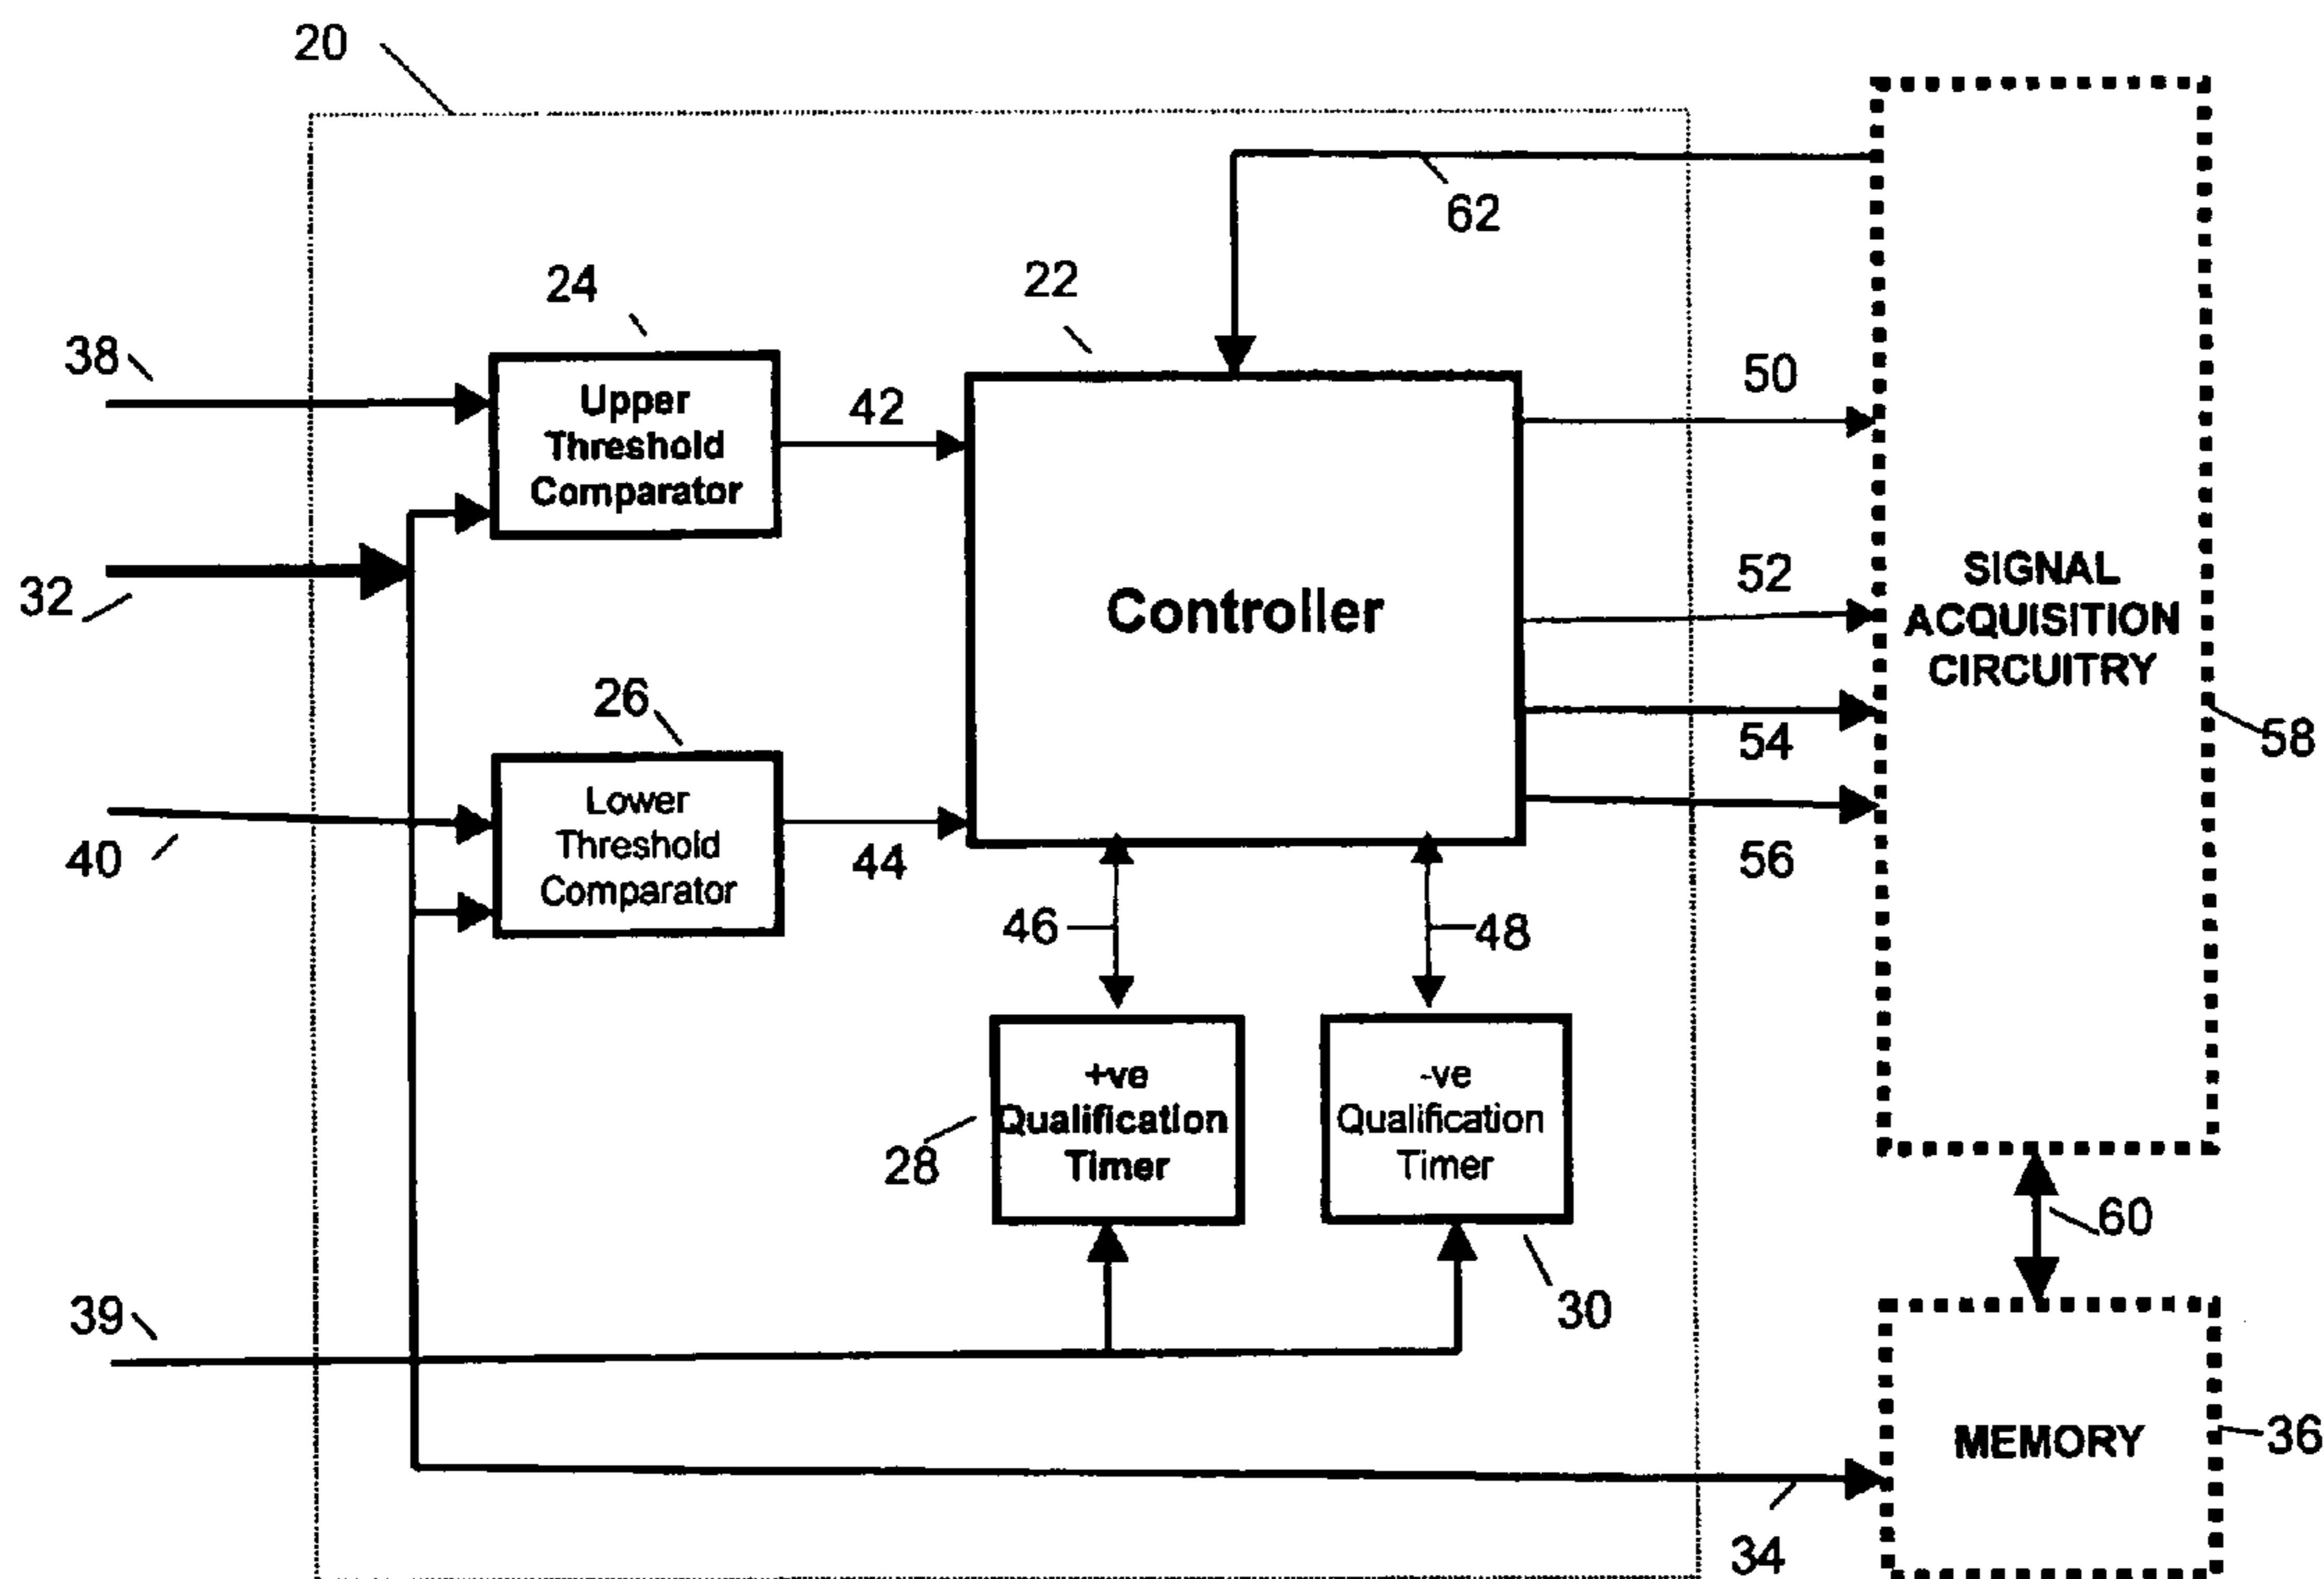 20
62
24
22
38
Upper
Threshold
Comparator
42
50
32
Controller
52
SIGNAL
ACQUISITION
CIRCUITRY
26
54
58
40
Lower
Threshold
Comparator
44
56
46
48
+ve
Qualification
Timer
-ve
Qualification
Timer
28
60
39
30
MEMORY
36
34